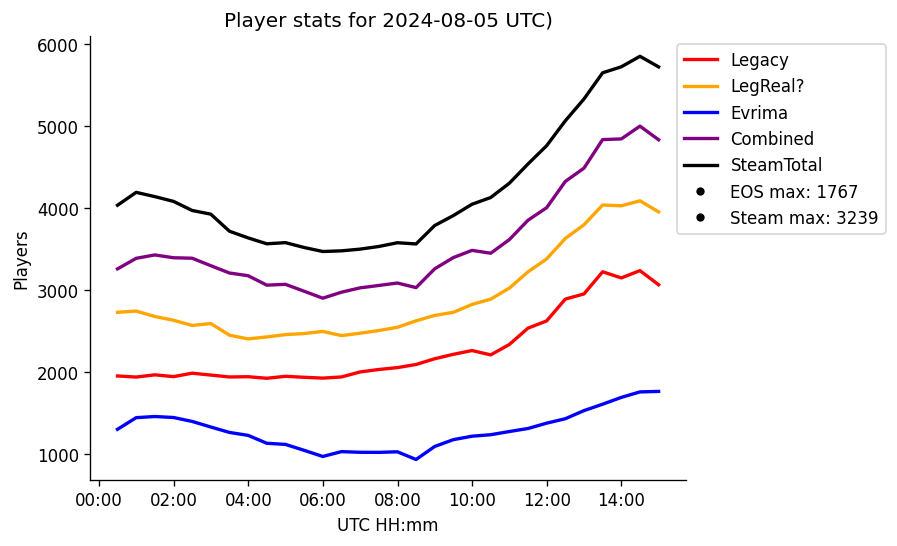 Player stats for 2024-08-05 UTC)
6000
5000
4000
3000
2000
1000
Players
00:00 02:00 04:00 06:00 08:00 10:00 12:00 14:00
UTC HH:mm
Legacy
LegReal?
Evrima
Combined
SteamTotal
EOS max: 1767
Steam max: 3239